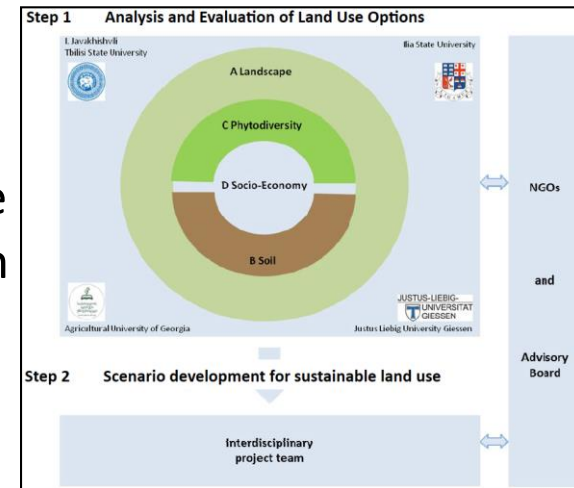 Step 1 Analysis and Evaluation of Land Use Options
I. Javakhishvli
Tbilisi State University
Ilia State University
A Landscape
C Phytodiversity
D Socio-Economy
B Soil
NGOs
and
Advisory
Board
e
n
Agricultural University of Georgia
JUSTUS-LIEBIG-
UNIVERSITÄT
GIESSEN
Justus Liebig University Giessen
Step 2 Scenario development for sustainable land use
Interdisciplinary
project team